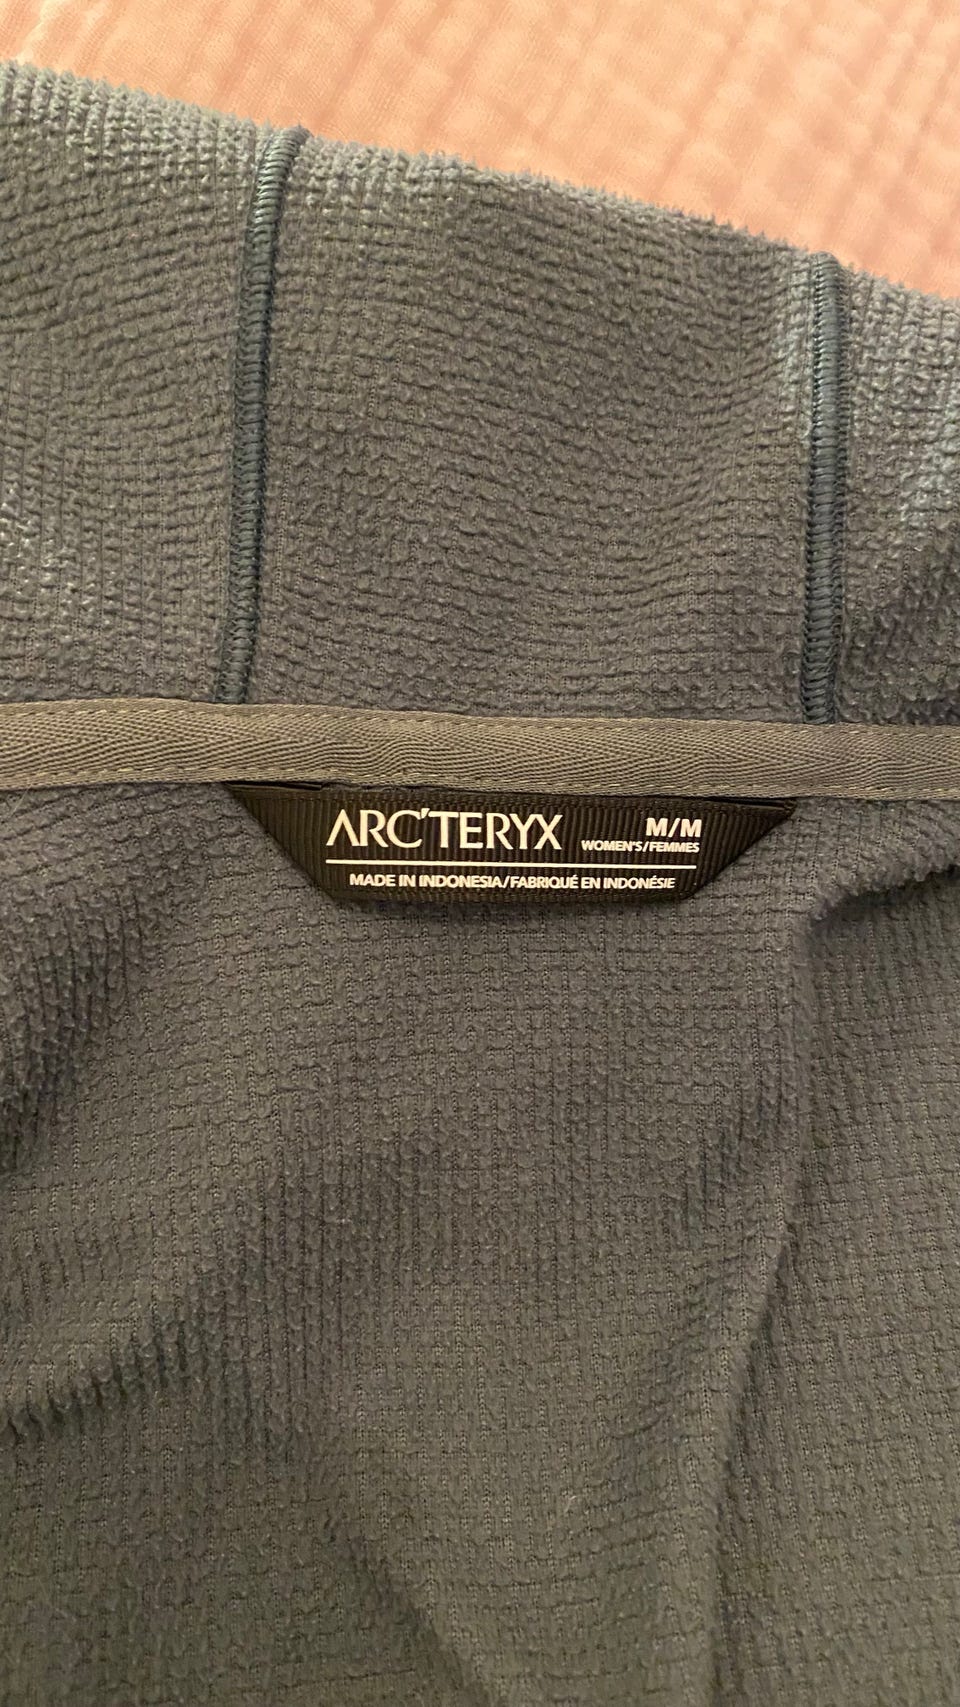 ARC'TERYX M/M
WOMEN'S/FEMMES
MADE IN INDONESIA/FABRIQUÉ EN INDONÉSIE